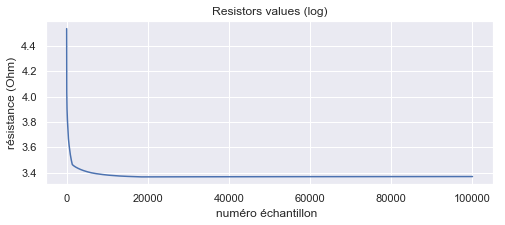 Resistors values (log)
résistance (Ohm)
4.4
4.2
4.0
3.8
3.6
3.4
0 20000 40000 60000 80000 100000
numéro échantillon